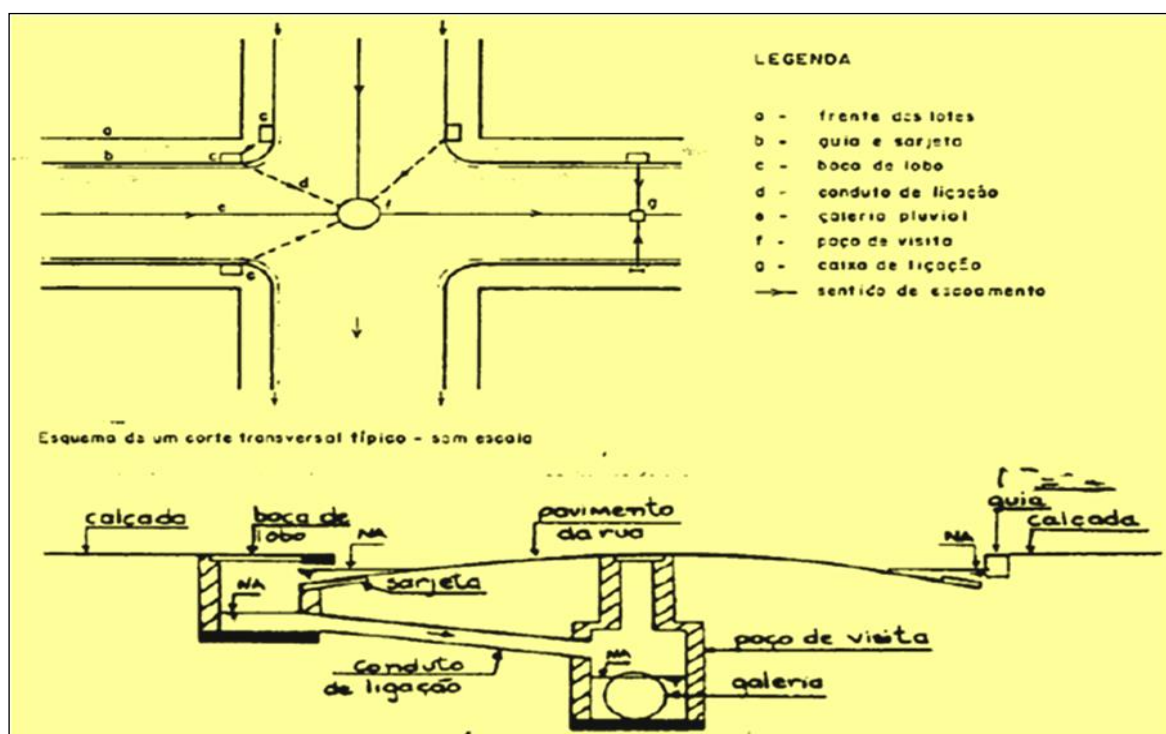 LEGENDA
a - frente dos lotes
b - guia e sarjeta
c - boca de lobo
d - conduto de ligação
e - galeria pluvial
f - poço de visita
g - caixa de ligação
sentido de escoamento
a
b
c
c
d
e
f
g
c
Esquema de um corte transversal típico - sem escala
calçada
boca de
lobo
NA
pavimento
da rua
NA
guia
calçada
NA
sarjeta
conduto
de ligação
NA
poço de visita
galeria